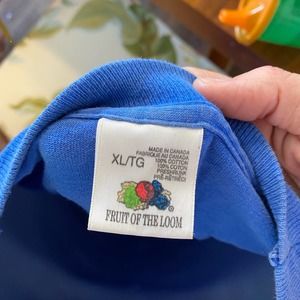 XL/TG
MADE IN CANADA
FABRIQUÉ AU CANADA
100% COTTON
100% COTON
PRESHRUNK
PRÉ-RÉTRÉCI
FRUIT OF THE LOOM®